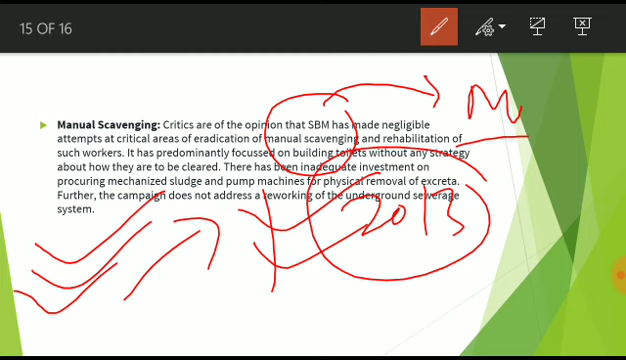 15 OF 16
Manual Scavenging: Critics are of the opinion that SBM has made negligible
attempts at critical areas of eradication of manual scavenging and rehabilitation of
such workers. It has predominantly focussed on building toilets without any strategy
about how they are to be cleared. There has been inadequate investment on
procuring mechanized sludge and pump machines for physical removal of excreta.
Further, the campaign does not address a reworking of the underground sewerage
system.
2013